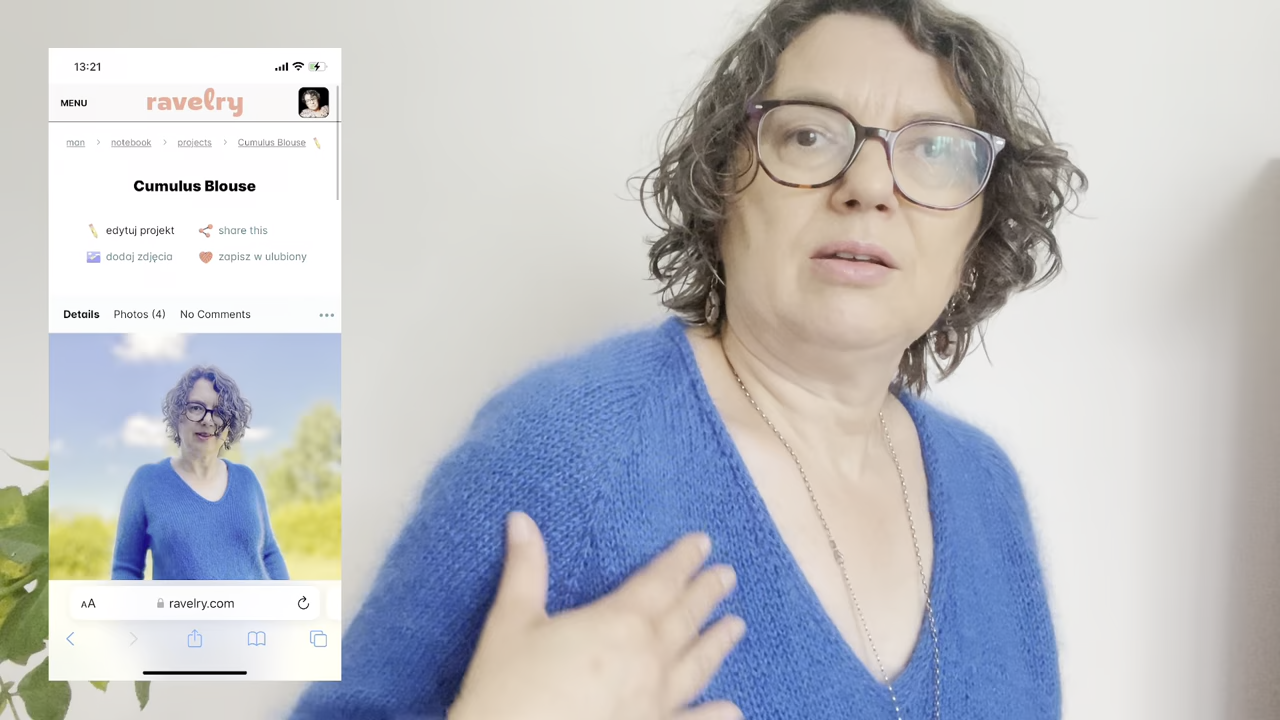 13:21
MENU
ravelry
man > notebook > projects > Cumulus Blouse
Cumulus Blouse
edytuj projekt
share this
dodaj zdjęcia
zapisz w ulubiony
Details Photos (4) No Comments
AA ravelry.com